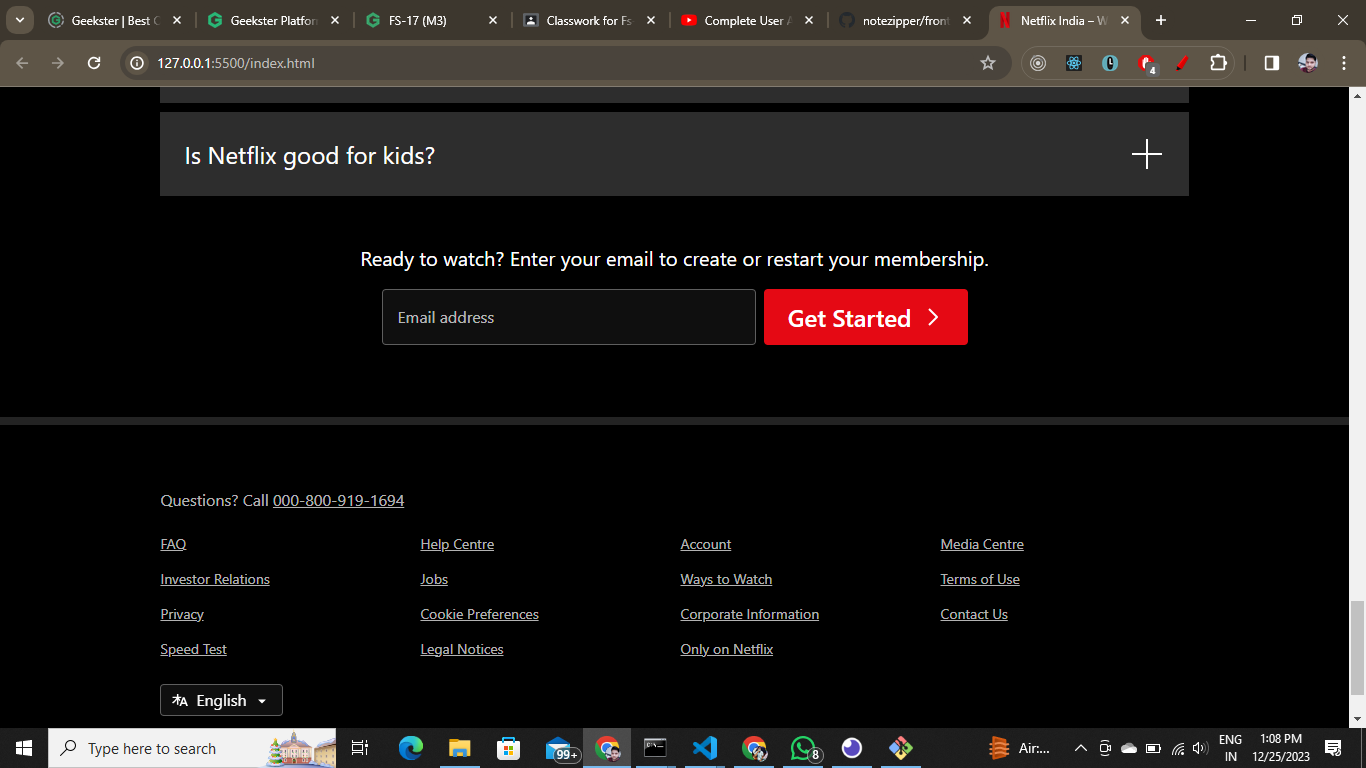 Geekster | Best C
Geekster Platfor
FS-17 (M3)
Classwork for Fs
Complete User A
notezipper/front
Netflix India – W
127.0.0.1:5500/index.html
4
Is Netflix good for kids?
Ready to watch? Enter your email to create or restart your membership.
Email address
Get Started
Questions? Call 000-800-919-1694
FAQ
Help Centre
Account
Media Centre
Investor Relations
Jobs
Ways to Watch
Terms of Use
Privacy
Cookie Preferences
Corporate Information
Contact Us
Speed Test
Legal Notices
Only on Netflix
English
Type here to search
99+
8
Air:...
ENG
IN
1:08 PM
12/25/2023